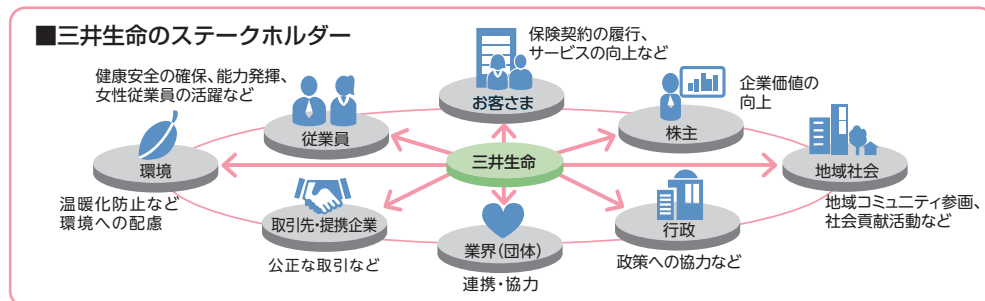 ■三井生命のステークホルダー
保険契約の履行、
サービスの向上など
お客さま
健康安全の確保、能力発揮、
女性従業員の活躍など
従業員
企業価値の
向上
株主
環境
温暖化防止など
環境への配慮
三井生命
地域社会
地域コミュニティ参画、
社会貢献活動など
取引先・提携企業
公正な取引など
業界(団体)
連携・協力
行政
政策への協力など